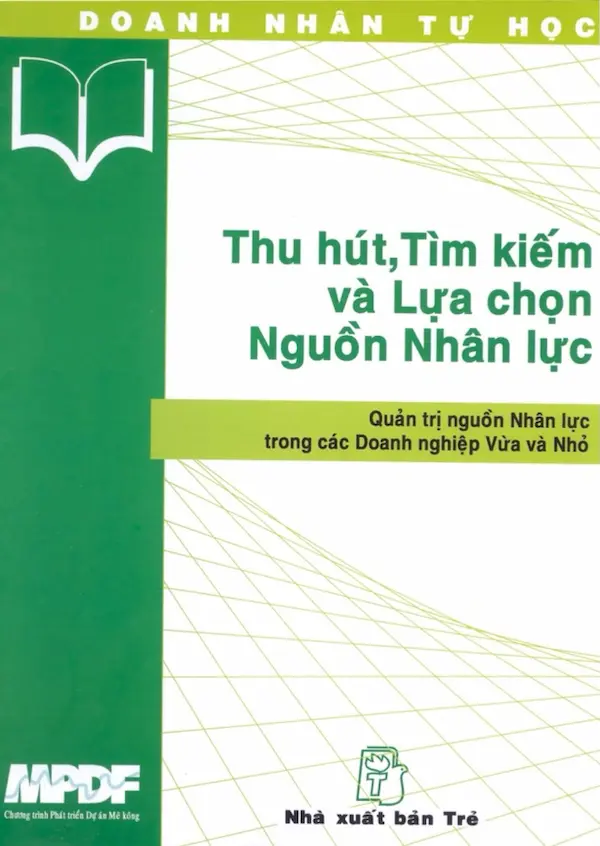 DOANH NHÂN TỰ HỌC
Thu hút, Tìm kiếm
và Lựa chọn
Nguồn Nhân lực
Quản trị nguồn Nhân lực
trong các Doanh nghiệp Vừa và Nhỏ
MPDF
Chương trình Phát triển Dự án Mê kông
T
Nhà xuất bản Trẻ